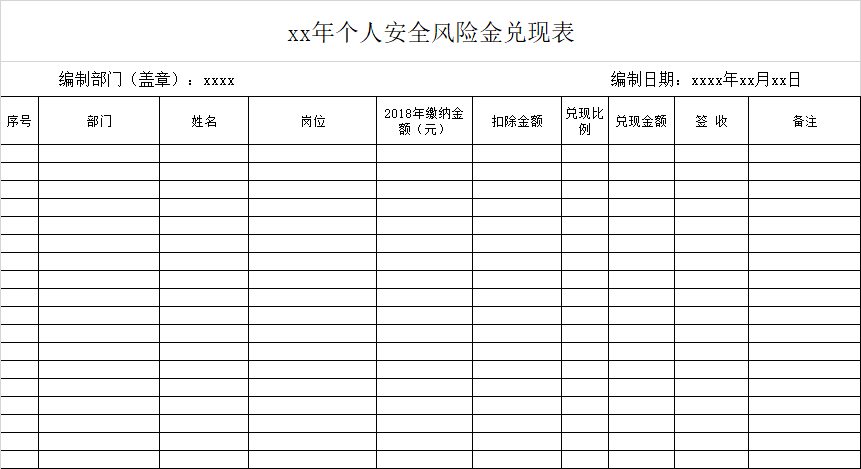 xx年个人安全风险金兑现表
编制部门（盖章）：xxxx 编制日期：xxxx年xx月xx日
序号 部门 姓名 岗位 2018年缴纳金额（元） 扣除金额 兑现比例 兑现金额 签 收 备注